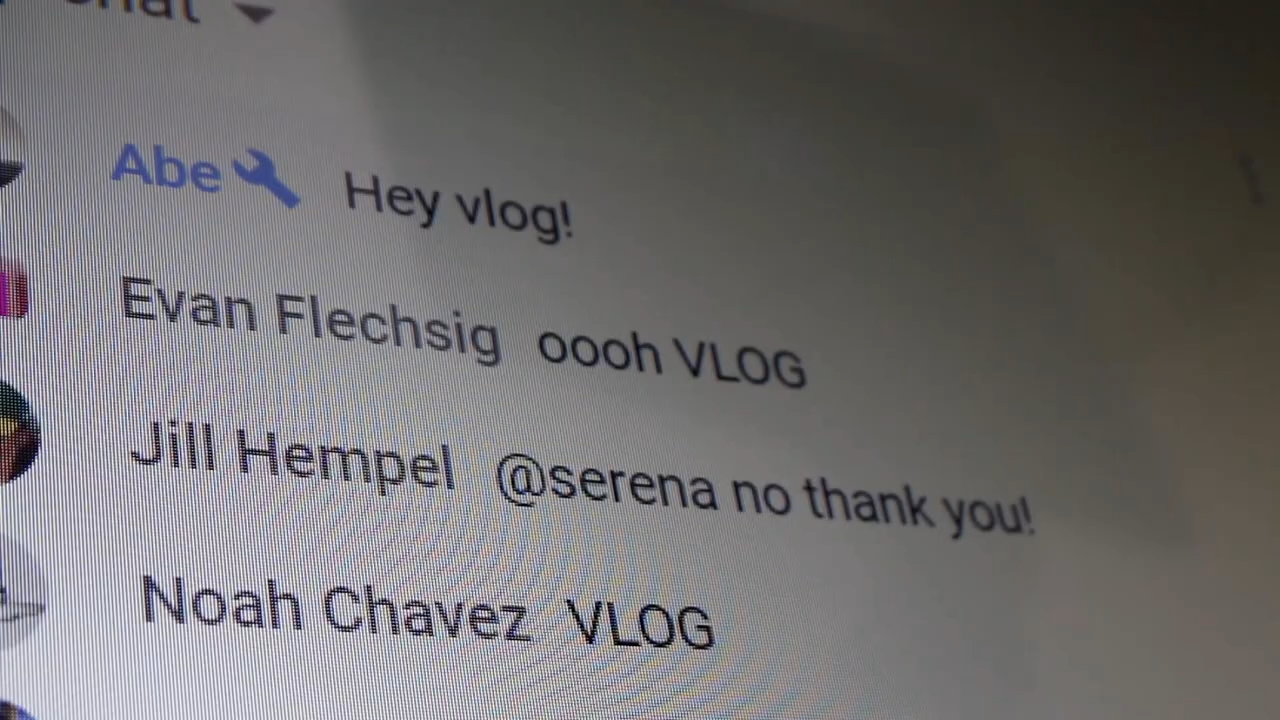 Abe Hey vlog!
Evan Flechsig oooh VLOG
Jill Hempel @serena no thank you!
Noah Chavez VLOG